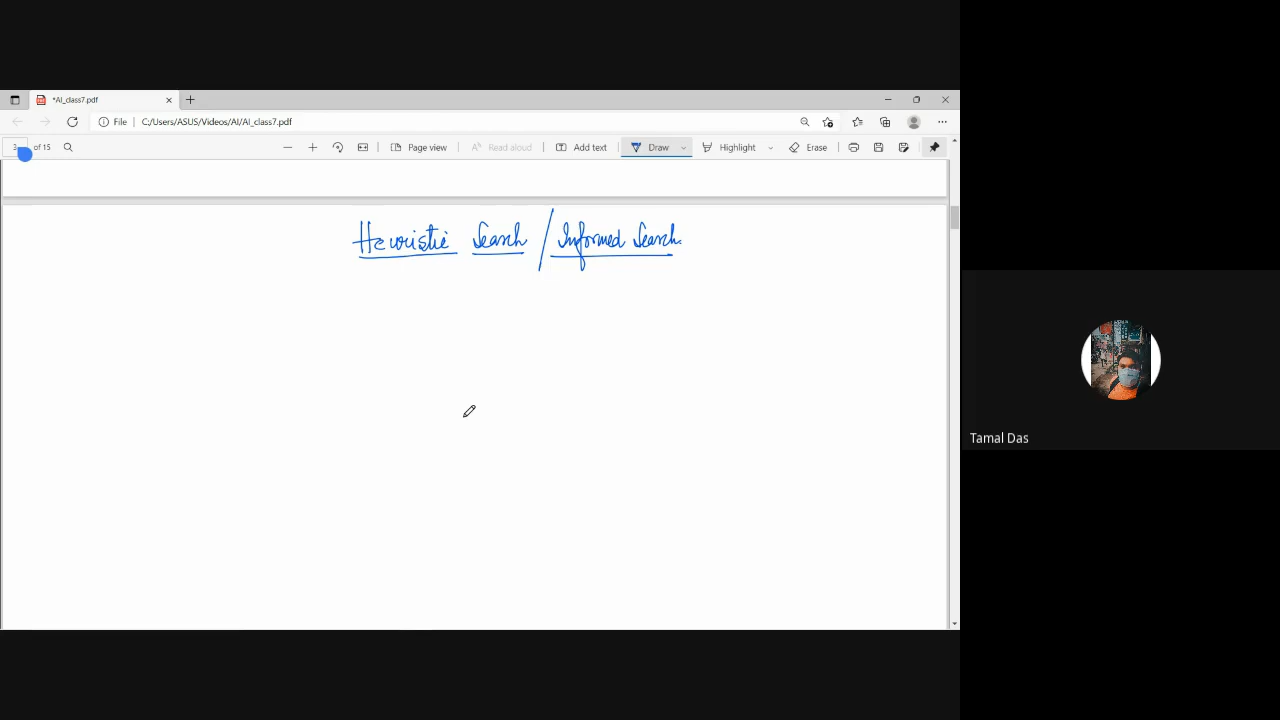 *AI_class7.pdf
File C:/Users/ASUS/Videos/AI/AI_class7.pdf
3 of 15 Page view Read aloud Add text Draw Highlight Erase
Heuristic Search / Informed Search.
Tamal Das